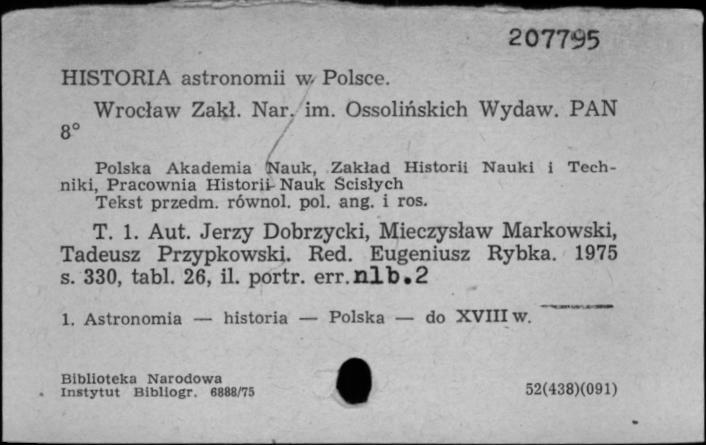 207795
HISTORIA astronomii w Polsce.
Wrocław Zakł. Nar. im. Ossolińskich Wydaw. PAN
8°
Polska Akademia Nauk, Zakład Historii Nauki i Tech-
niki, Pracownia Historii Nauk Ścisłych
Tekst przedm. równol. pol. ang. i ros.
T. 1. Aut. Jerzy Dobrzycki, Mieczysław Markowski,
Tadeusz Przypkowski. Red. Eugeniusz Rybka. 1975
s. 330, tabl. 26, il. portr. err. nlb.2
1. Astronomia — historia — Polska — do XVIII w.
Biblioteka Narodowa
Instytut Bibliogr. 6888/75 52(438)(091)